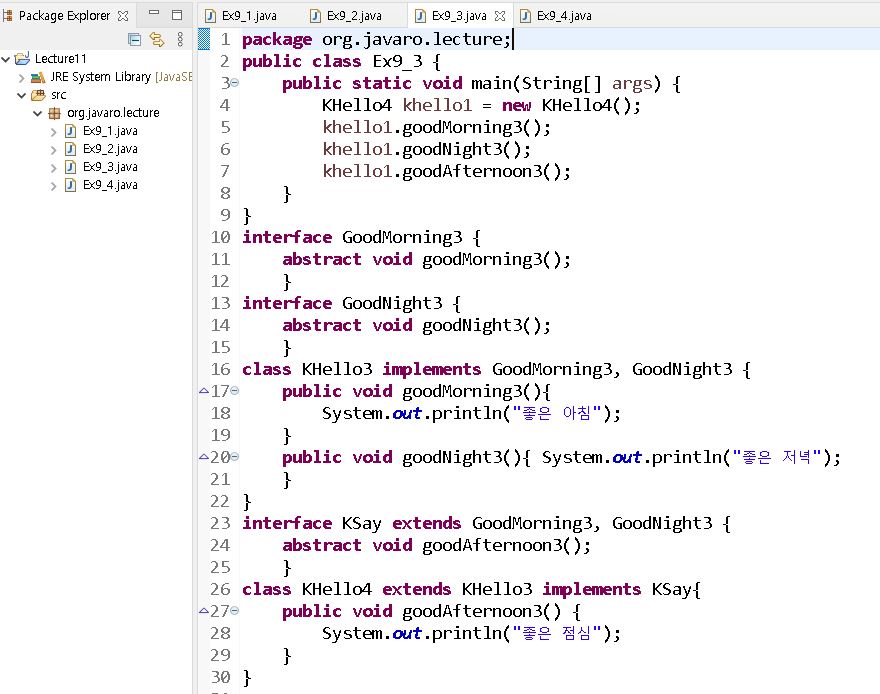 Package Explorer
Lecture11
JRE System Library [JavaSE
src
org.javaro.lecture
Ex9_1.java
Ex9_2.java
Ex9_3.java
Ex9_4.java
Ex9_1.java Ex9_2.java Ex9_3.java Ex9_4.java
1 package org.javaro.lecture;
2 public class Ex9_3 {
3 public static void main(String[] args) {
4 KHello4 khello1 = new KHello4();
5 khello1.goodMorning3();
6 khello1.goodNight3();
7 khello1.goodAfternoon3();
8 }
9 }
10 interface GoodMorning3 {
11 abstract void goodMorning3();
12 }
13 interface GoodNight3 {
14 abstract void goodNight3();
15 }
16 class KHello3 implements GoodMorning3, GoodNight3 {
17 public void goodMorning3(){
18 System.out.println("좋은 아침");
19 }
20 public void goodNight3(){ System.out.println("좋은 저녁");
21 }
22 }
23 interface KSay extends GoodMorning3, GoodNight3 {
24 abstract void goodAfternoon3();
25 }
26 class KHello4 extends KHello3 implements KSay{
27 public void goodAfternoon3() {
28 System.out.println("좋은 점심");
29 }
30 }